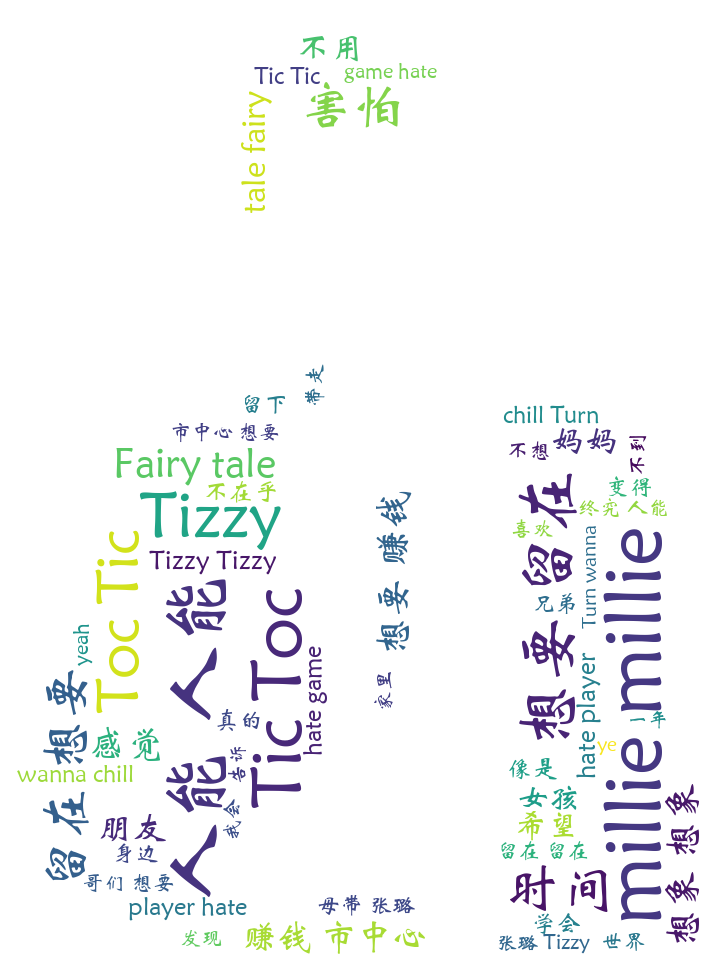 不用
Tic Tic
game hate
害怕
tale fairy
带走
留下
市中心 想要
chill Turn
妈妈
不想
不到
Fairy tale
不在乎
Tizzy
Tizzy Tizzy
想要 赚钱
变得
终究 人能
喜欢
想要 留在
Turn wanna
兄弟
millie millie
Toc Tic
人能 人能
Tic Toc
hate game
yeah
留在 想要
感觉
真的
告诉
我会
家里
hate player
ye
一年
wanna chill
像是
女孩
希望
留在 留在
想象 想象
朋友
身边
哥们 想要
时间
player hate
母带 张璐
学会
发现
赚钱 市中心
张璐 Tizzy
世界